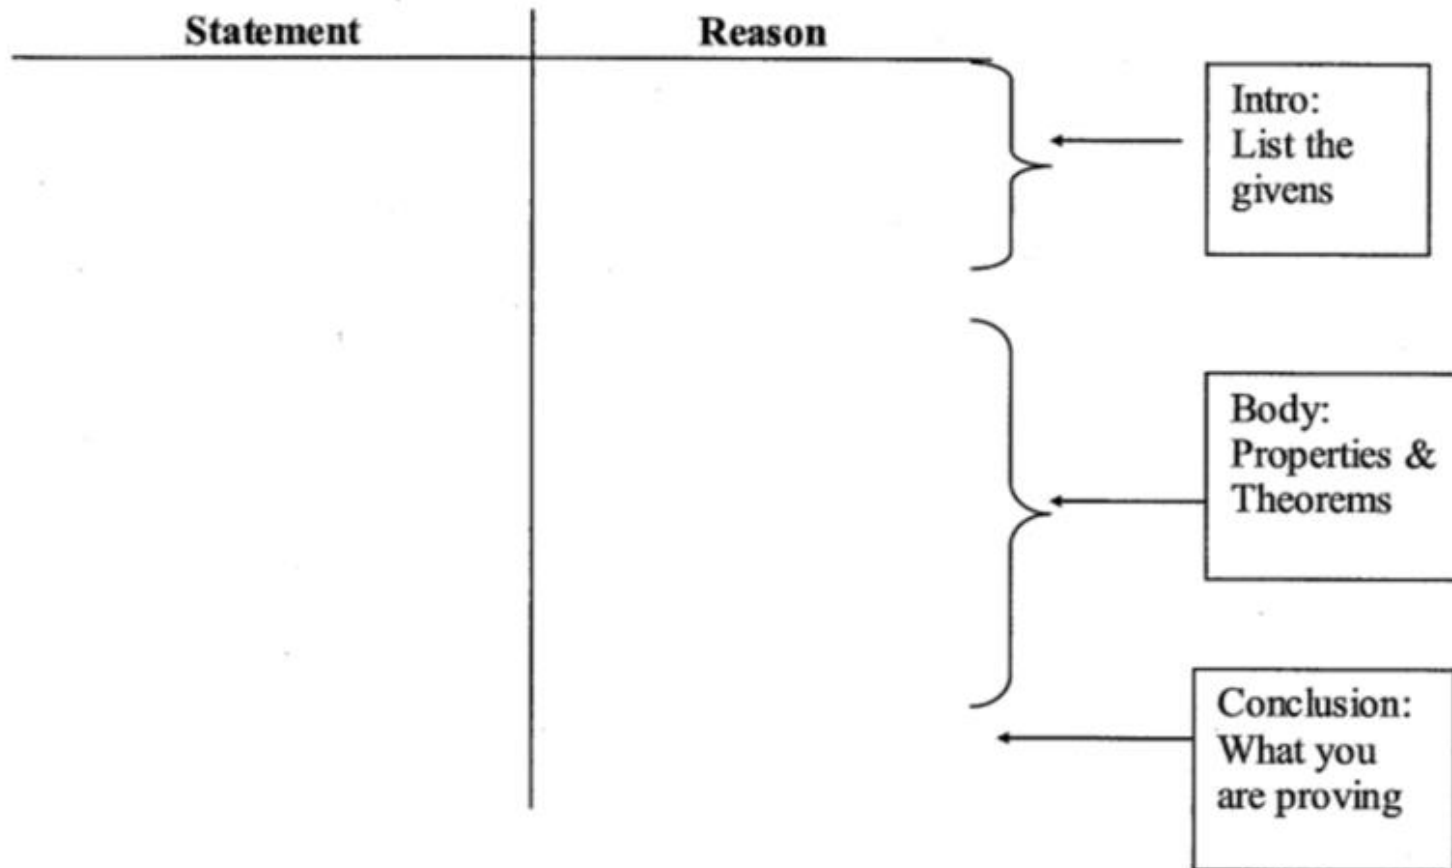 Statement
Reason
Intro:
List the
givens
Body:
Properties &
Theorems
Conclusion:
What you
are proving